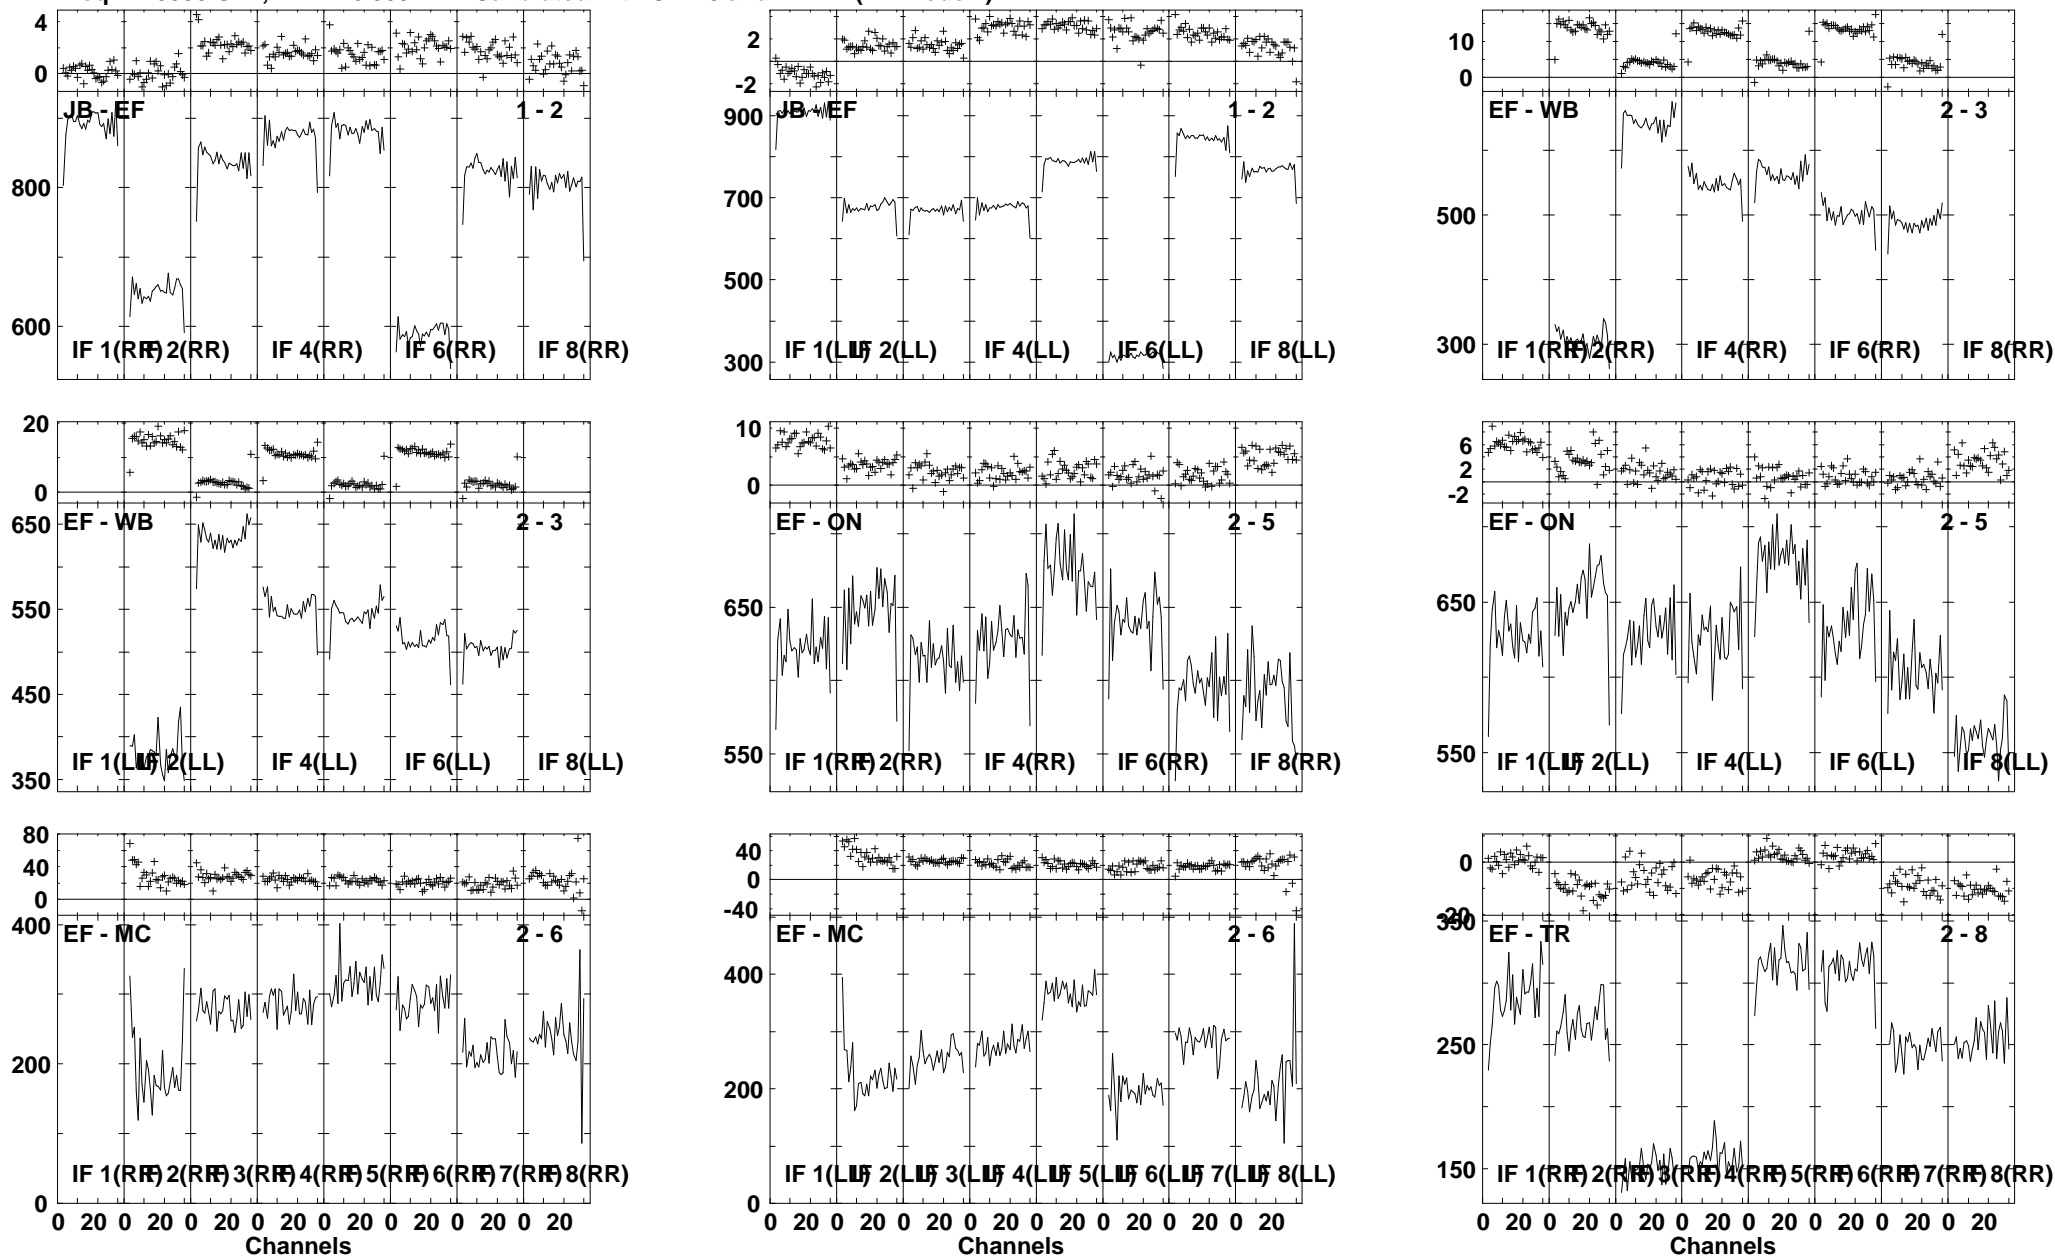 4
0
JB - EF
1 - 2
800
600
IF 1(RR)
IF 2(RR)
IF 4(RR)
IF 6(RR)
IF 8(RR)
2
-2
JB - EF
1 - 2
900
700
500
300
IF 1(LL)
IF 2(LL)
IF 4(LL)
IF 6(LL)
IF 8(LL)
10
0
EF - WB
2 - 3
500
300
IF 1(RR)
IF 2(RR)
IF 4(RR)
IF 6(RR)
IF 8(RR)
20
0
EF - WB
2 - 3
650
550
450
350
IF 1(LL)
IF 2(LL)
IF 4(LL)
IF 6(LL)
IF 8(LL)
10
0
EF - ON
2 - 5
650
550
IF 1(RR)
IF 2(RR)
IF 4(RR)
IF 6(RR)
IF 8(RR)
6
2
-2
EF - ON
2 - 5
650
550
IF 1(LL)
IF 2(LL)
IF 4(LL)
IF 6(LL)
IF 8(LL)
80
40
0
EF - MC
2 - 6
400
200
0
IF 1(RR)
IF 2(RR)
IF 3(RR)
IF 4(RR)
IF 5(RR)
IF 6(RR)
IF 7(RR)
IF 8(RR)
0 20 0 20 0 20 0 20 0 20 0 20 0 20 0 20
Channels
40
0
-40
EF - MC
2 - 6
400
200
0
IF 1(LL)
IF 2(LL)
IF 3(LL)
IF 4(LL)
IF 5(LL)
IF 6(LL)
IF 7(LL)
IF 8(LL)
0 20 0 20 0 20 0 20 0 20 0 20 0 20 0 20
Channels
0
-20
EF - TR
2 - 8
350
250
150
IF 1(RR)
IF 2(RR)
IF 3(RR)
IF 4(RR)
IF 5(RR)
IF 6(RR)
IF 7(RR)
IF 8(RR)
0 20 0 20 0 20 0 20 0 20 0 20 0 20 0 20
Channels